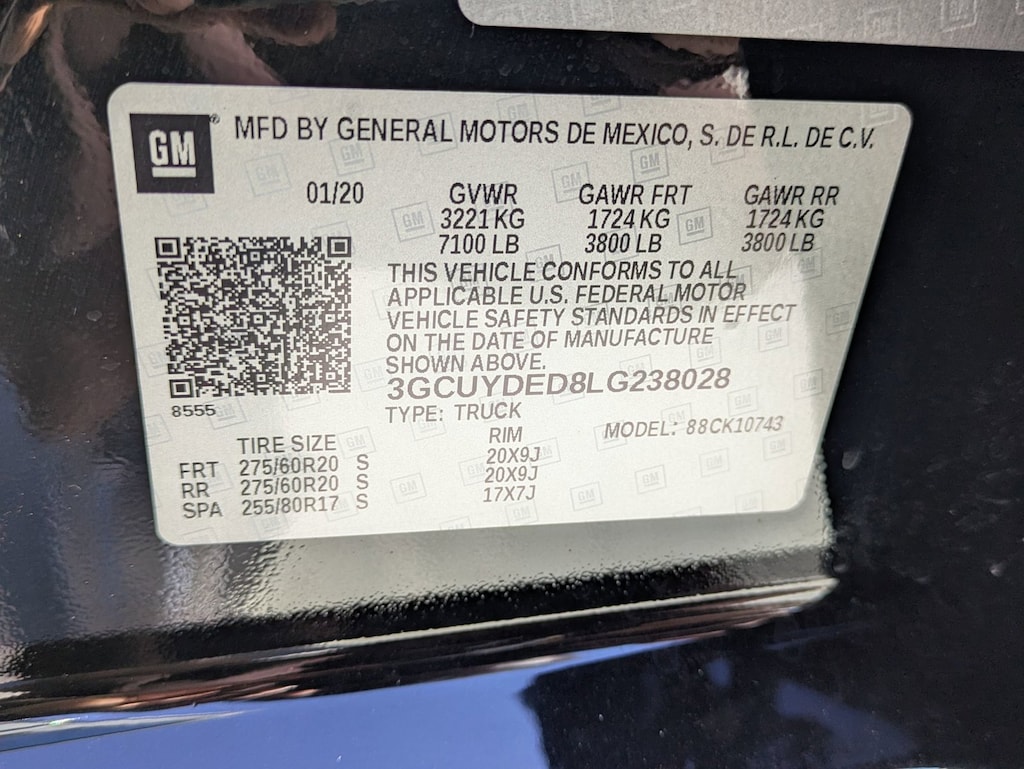 GM® MFD BY GENERAL MOTORS DE MEXICO, S. DE R.L. DE C.V.
01/20 GVWR GAWR FRT GAWR RR
3221 KG 1724 KG 1724 KG
7100 LB 3800 LB 3800 LB
THIS VEHICLE CONFORMS TO ALL
APPLICABLE U.S. FEDERAL MOTOR
VEHICLE SAFETY STANDARDS IN EFFECT
ON THE DATE OF MANUFACTURE
SHOWN ABOVE.
3GCUYDED8LG238028
8555
TYPE: TRUCK MODEL: 88CK10743
TIRE SIZE RIM
FRT 275/60R20 S 20X9J
RR 275/60R20 S 20X9J
SPA 255/80R17 S 17X7J